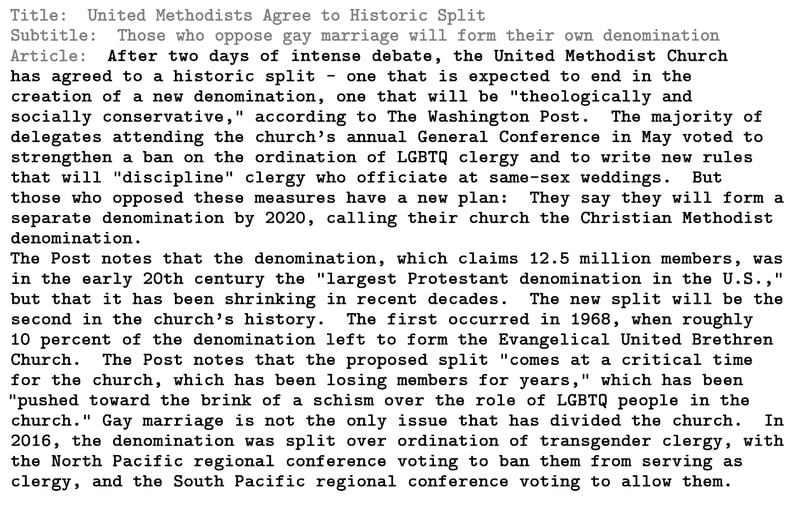 Title:  United Methodists Agree to Historic Split
Subtitle:  Those who oppose gay marriage will form their own denomination
Article:  After two days of intense debate, the United Methodist Church
has agreed to a historic split - one that is expected to end in the
creation of a new denomination, one that will be "theologically and
socially conservative," according to The Washington Post.  The majority of
delegates attending the church's annual General Conference in May voted to
strengthen a ban on the ordination of LGBTQ clergy and to write new rules
that will "discipline" clergy who officiate at same-sex weddings.  But
those who opposed these measures have a new plan:  They say they will form a
separate denomination by 2020, calling their church the Christian Methodist
denomination.
The Post notes that the denomination, which claims 12.5 million members, was
in the early 20th century the "largest Protestant denomination in the U.S.,"
but that it has been shrinking in recent decades.  The new split will be the
second in the church's history.  The first occurred in 1968, when roughly
10 percent of the denomination left to form the Evangelical United Brethren
Church.  The Post notes that the proposed split "comes at a critical time
for the church, which has been losing members for years," which has been
"pushed toward the brink of a schism over the role of LGBTQ people in the
church." Gay marriage is not the only issue that has divided the church.  In
2016, the denomination was split over ordination of transgender clergy, with
the North Pacific regional conference voting to ban them from serving as
clergy, and the South Pacific regional conference voting to allow them.